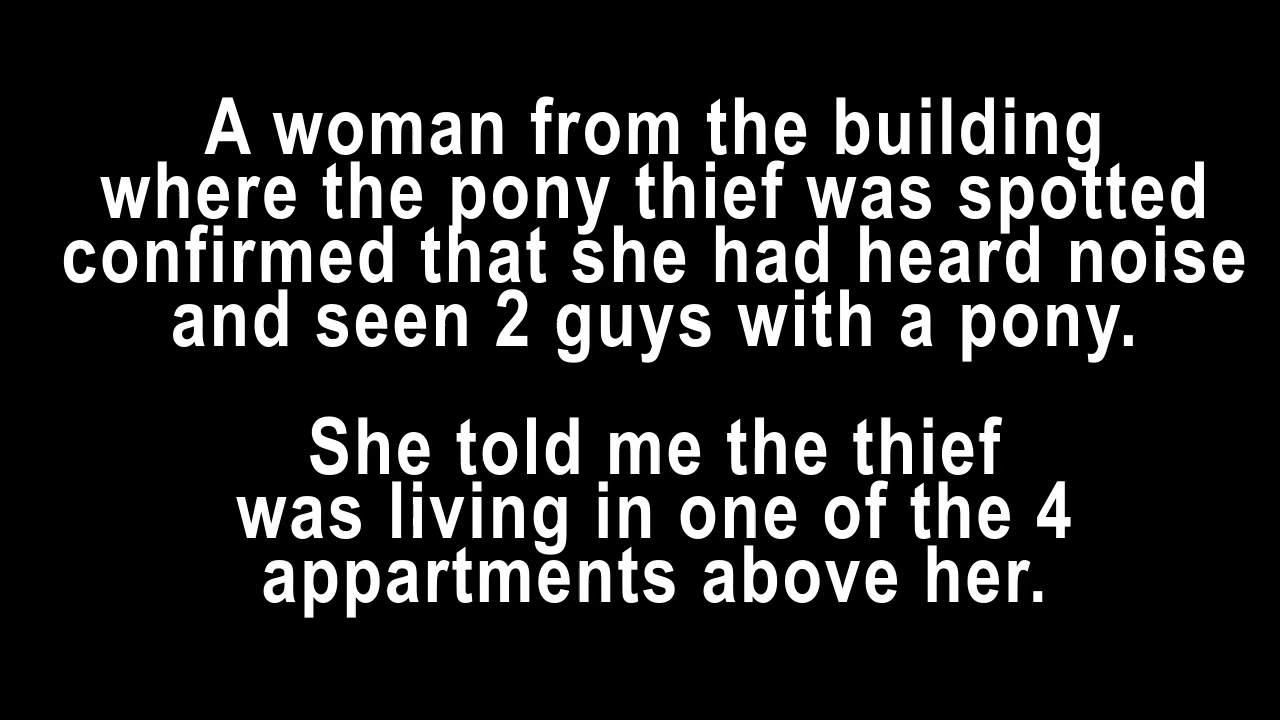 A woman from the building
where the pony thief was spotted
confirmed that she had heard noise
and seen 2 guys with a pony.
She told me the thief
was living in one of the 4
appartments above her.